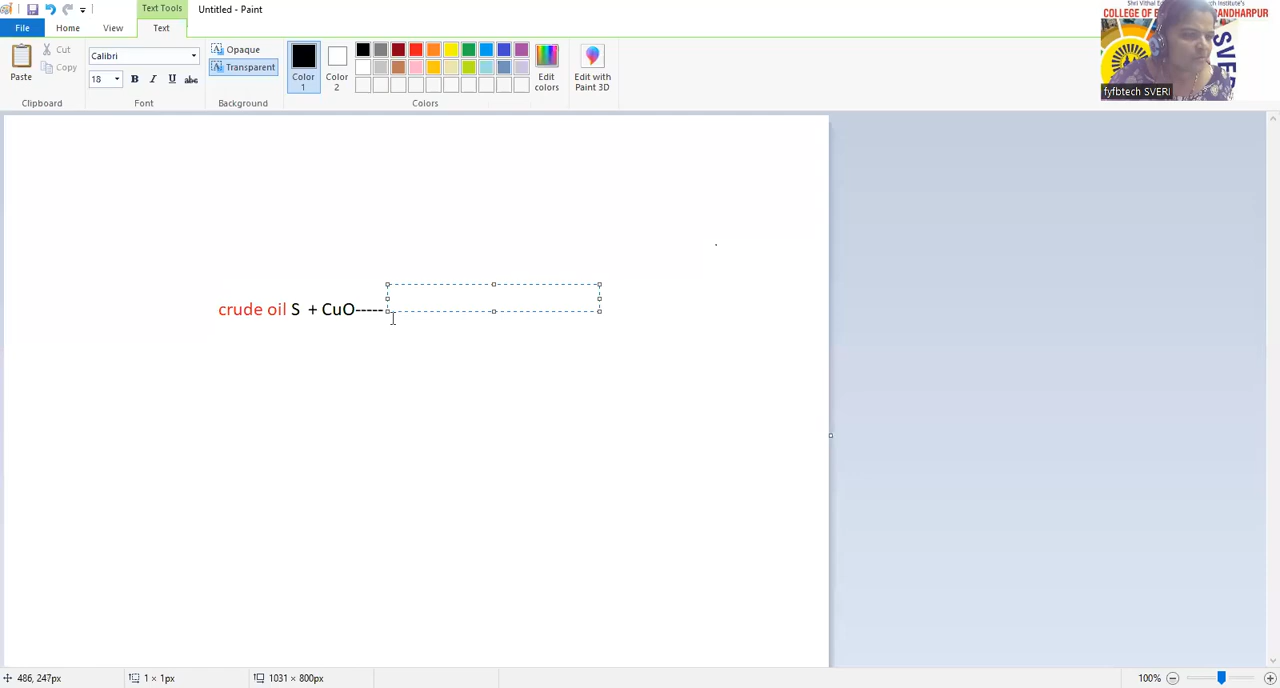 Text Tools
Untitled - Paint
File
Home
View
Text
Paste
Cut
Copy
Clipboard
Calibri
18
B I U abc
Font
Opaque
Transparent
Background
Color 1
Color 2
Colors
Edit colors
Edit with Paint 3D
COLLEGE OF
ANDHARPUR
SVER
fyfbtech SVERI
crude oil S + CuO-----
486, 247px
1 × 1px
1031 × 800px
100%